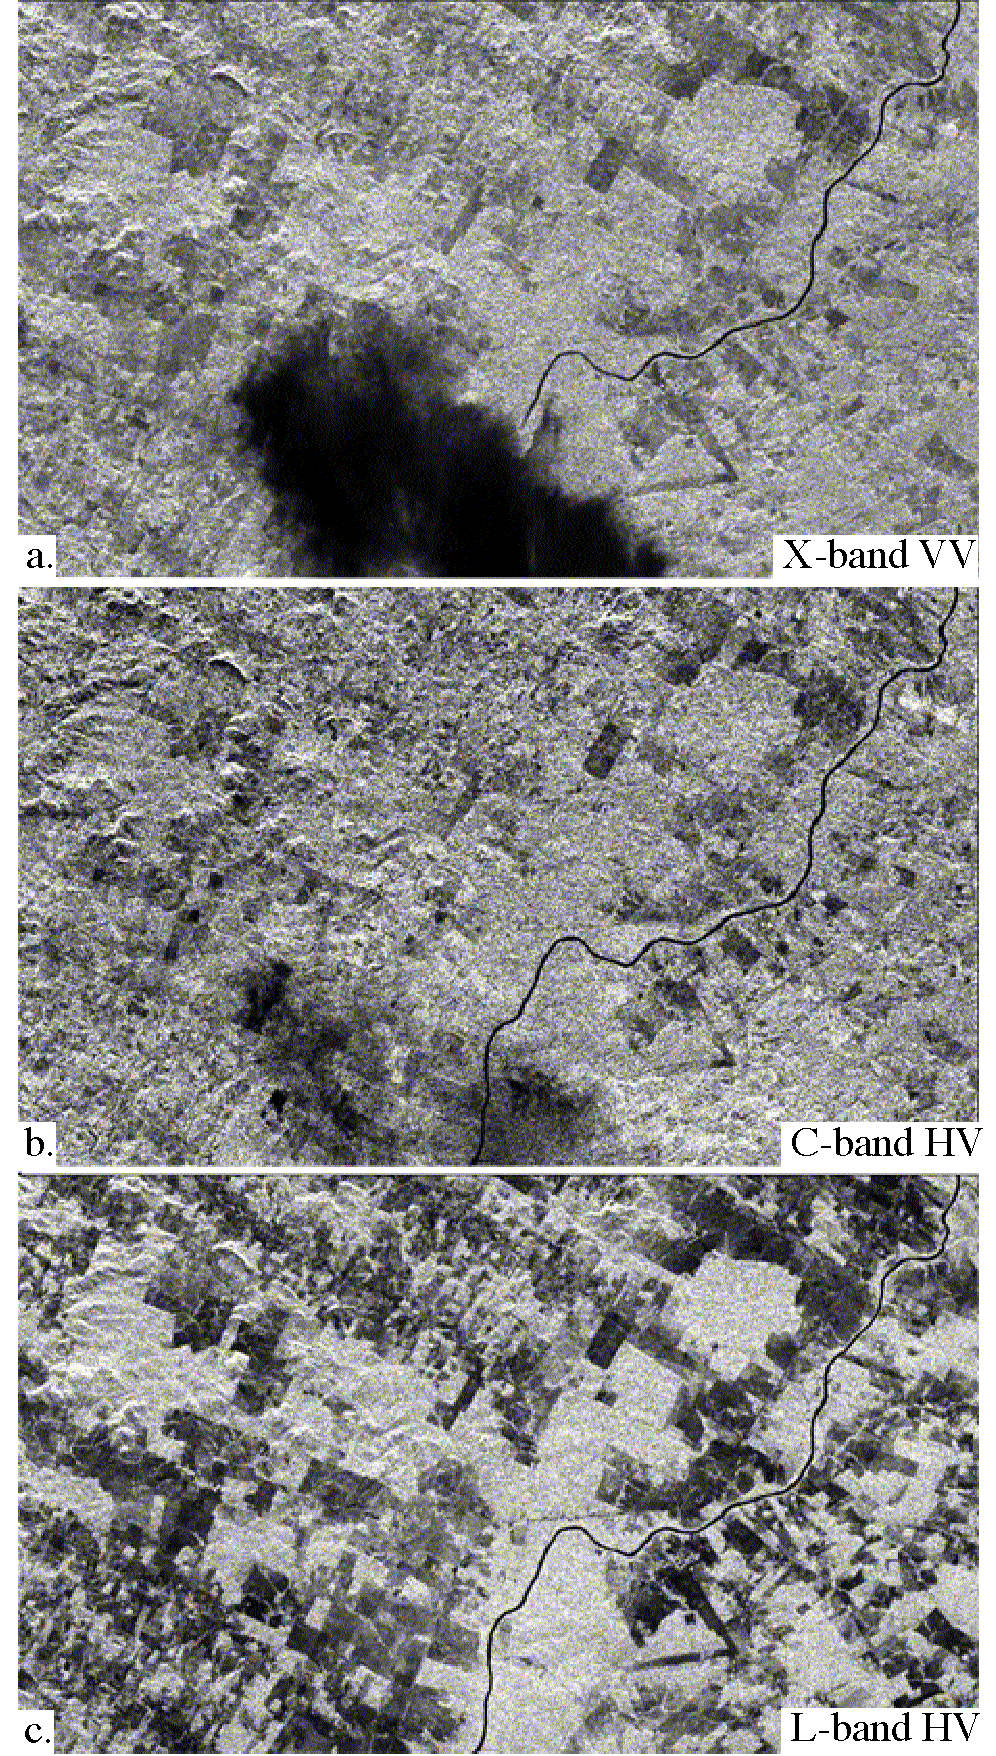 a.
X-band VV
b.
C-band HV
c.
L-band HV